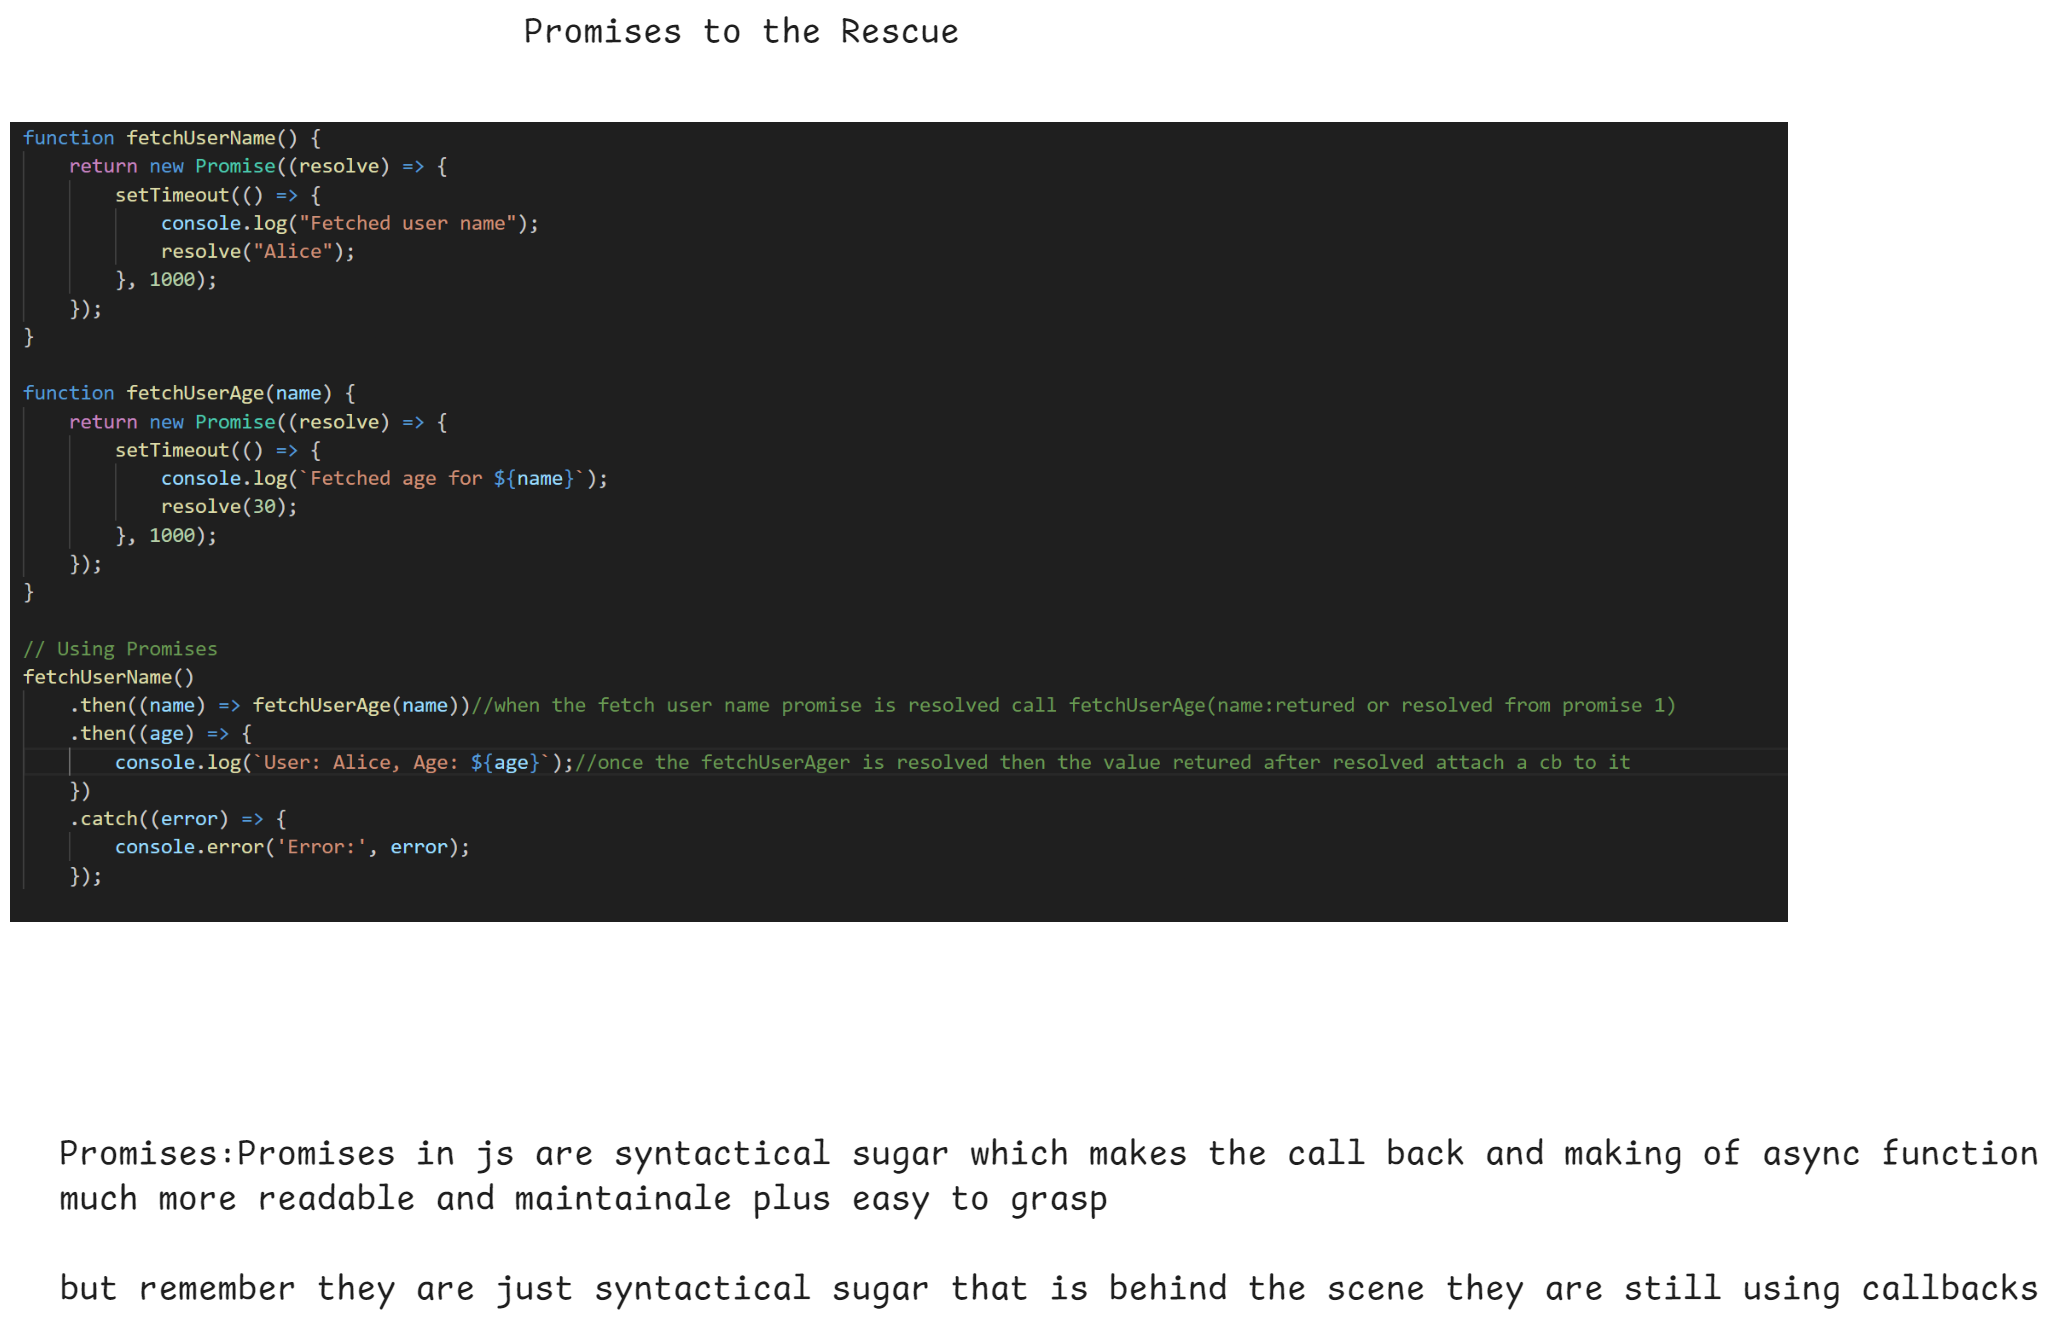 Promises to the Rescue
function fetchUserName() {
    return new Promise((resolve) => {
        setTimeout(() => {
            console.log("Fetched user name");
            resolve("Alice");
        }, 1000);
    });
}
function fetchUserAge(name) {
    return new Promise((resolve) => {
        setTimeout(() => {
            console.log(`Fetched age for ${name}`);
            resolve(30);
        }, 1000);
    });
}
// Using Promises
fetchUserName()
    .then((name) => fetchUserAge(name))//when the fetch user name promise is resolved call fetchUserAge(name:retured or resolved from promise 1)
    .then((age) => {
        console.log(`User: Alice, Age: ${age}`);//once the fetchUserAger is resolved then the value retured after resolved attach a cb to it
    })
    .catch((error) => {
        console.error('Error:', error);
    });
Promises:Promises in js are syntactical sugar which makes the call back and making of async function
much more readable and maintainale plus easy to grasp
but remember they are just syntactical sugar that is behind the scene they are still using callbacks